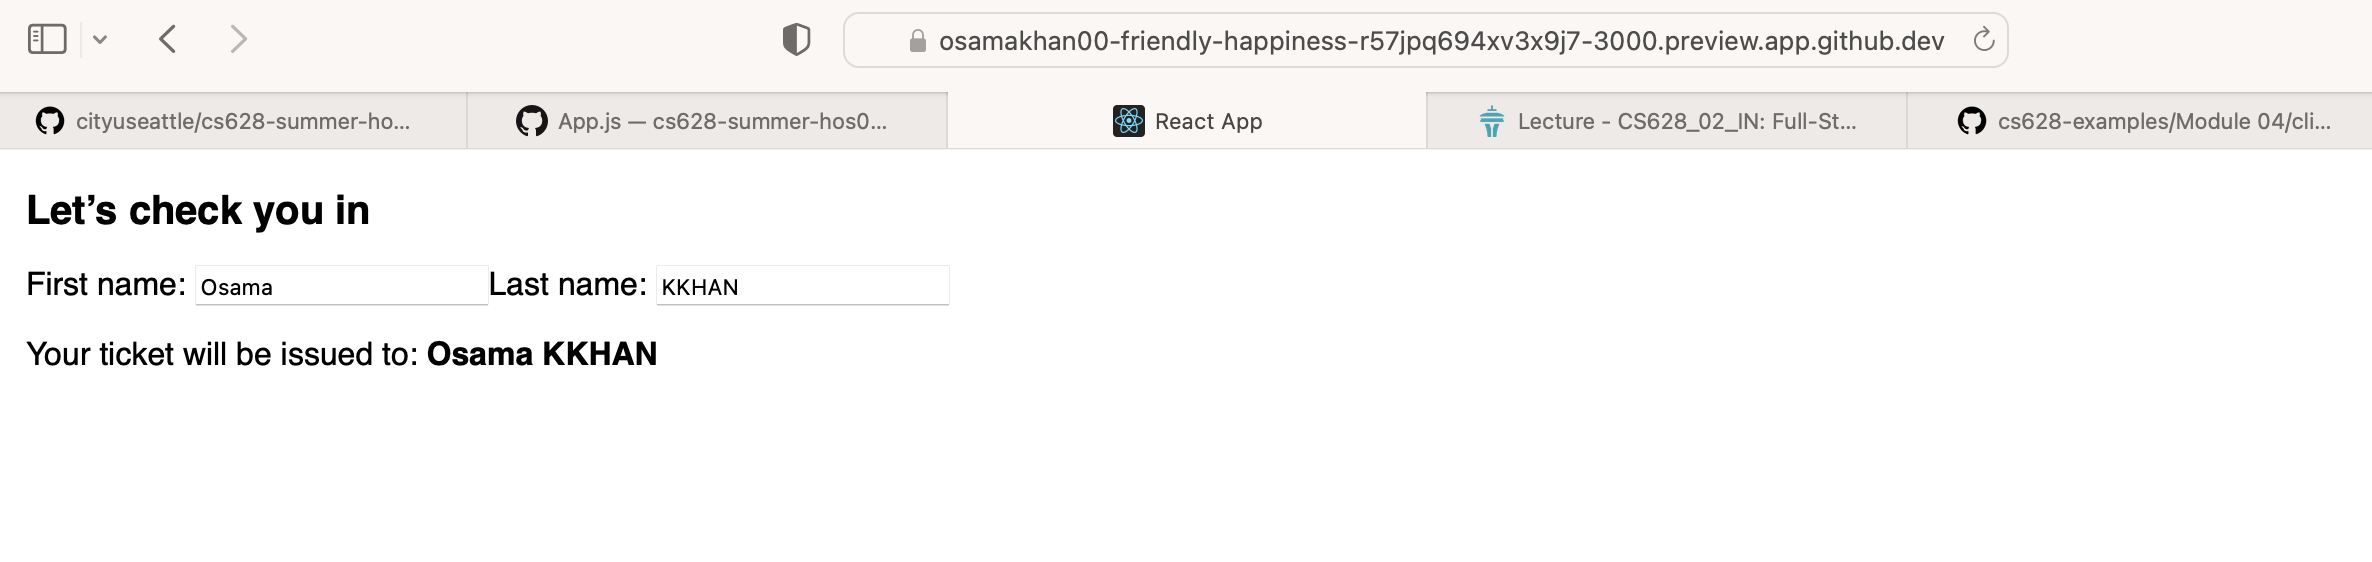 osamakhan00-friendly-happiness-r57jpq694xv3x9j7-3000.preview.app.github.dev
cityuseattle/cs628-summer-ho...
App.js — cs628-summer-hos0...
React App
Lecture - CS628_02_IN: Full-St...
cs628-examples/Module 04/cli...
Let’s check you in
First name: Osama Last name: KKHAN
Your ticket will be issued to: Osama KKHAN